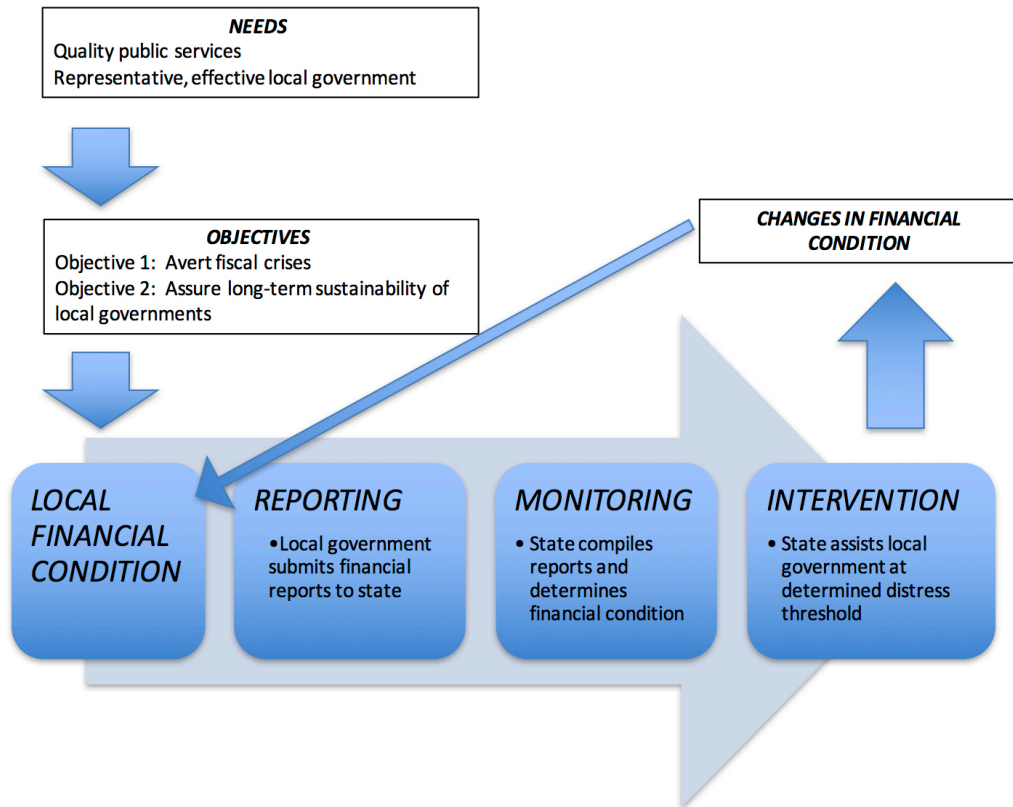 NEEDS
Quality public services
Representative, effective local government
OBJECTIVES
Objective 1:  Avert fiscal crises
Objective 2:  Assure long-term sustainability of
local governments
CHANGES IN FINANCIAL
CONDITION
LOCAL
FINANCIAL
CONDITION
REPORTING
•Local government
submits financial
reports to state
MONITORING
• State compiles
reports and
determines
financial condition
INTERVENTION
• State assists local
government at
determined distress
threshold